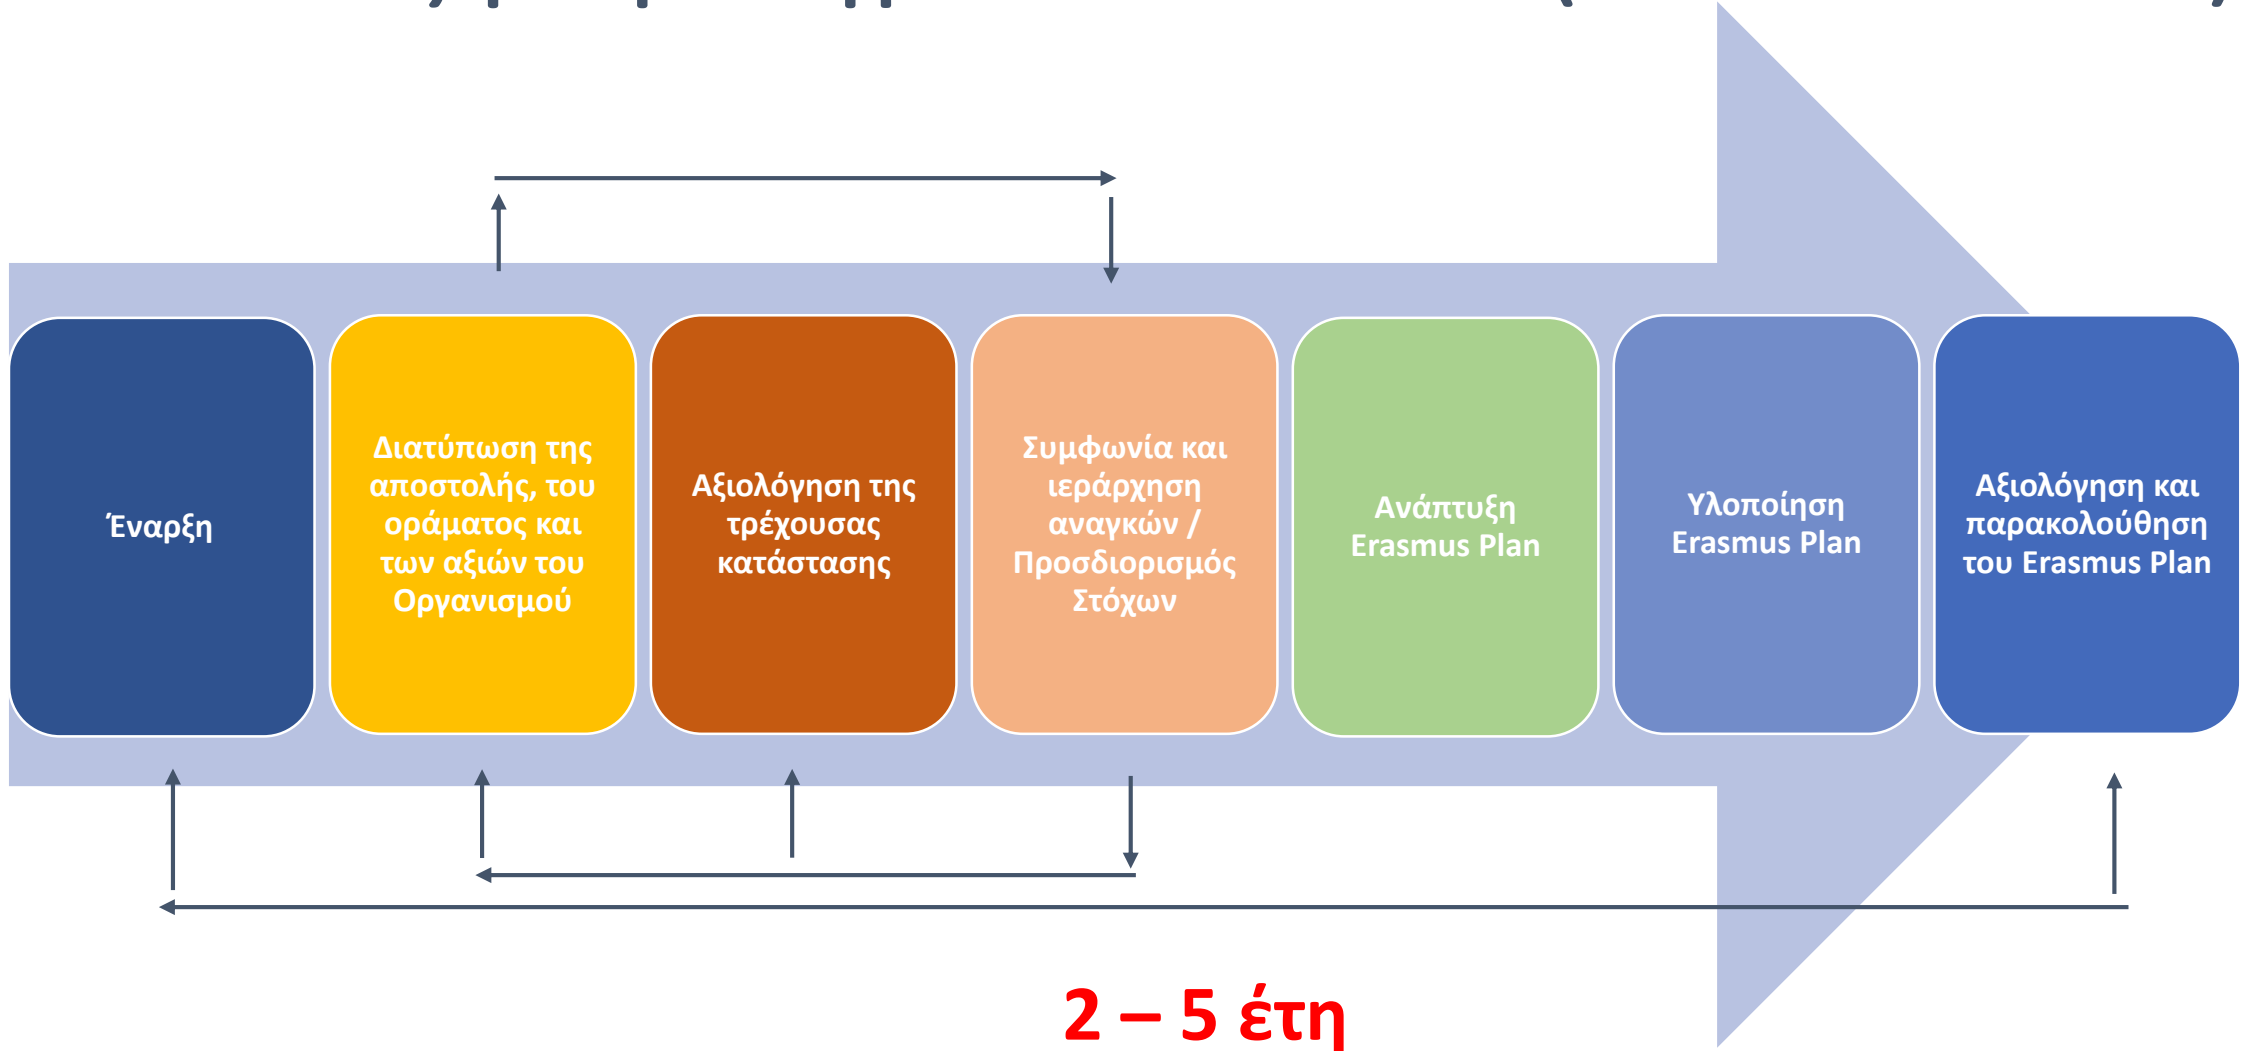 Έναρξη
Διατύπωση της
αποστολής, του
οράματος και
των αξιών του
Οργανισμού
Αξιολόγηση της
τρέχουσας
κατάστασης
Συμφωνία και
ιεράρχηση
αναγκών /
Προσδιορισμός
Στόχων
Ανάπτυξη
Erasmus Plan
Υλοποίηση
Erasmus Plan
Αξιολόγηση και
παρακολούθηση
του Erasmus Plan
2 – 5 έτη